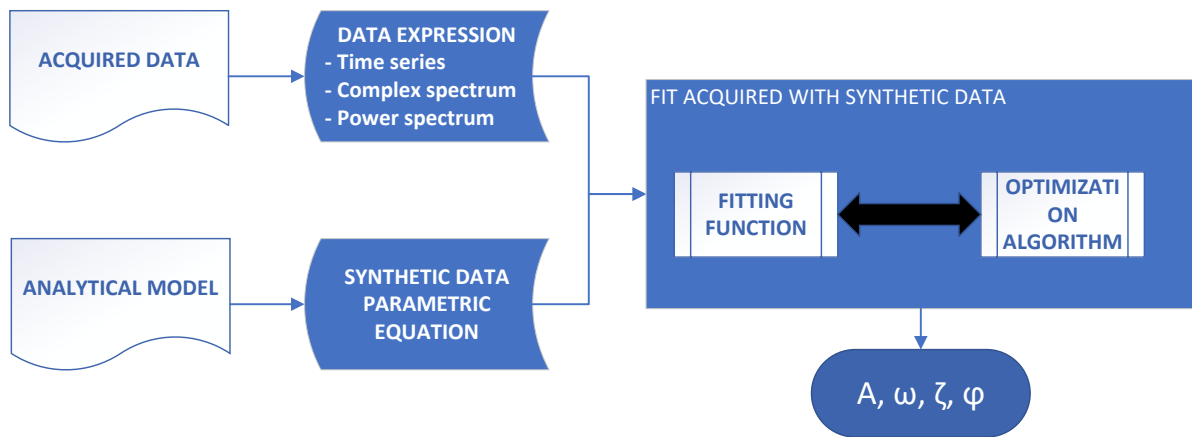 ACQUIRED DATA
DATA EXPRESSION
- Time series
- Complex spectrum
- Power spectrum
ANALYTICAL MODEL
SYNTHETIC DATA
PARAMETRIC
EQUATION
FIT ACQUIRED WITH SYNTHETIC DATA
FITTING
FUNCTION
OPTIMIZATI
ON
ALGORITHM
A, ω, ζ, φ